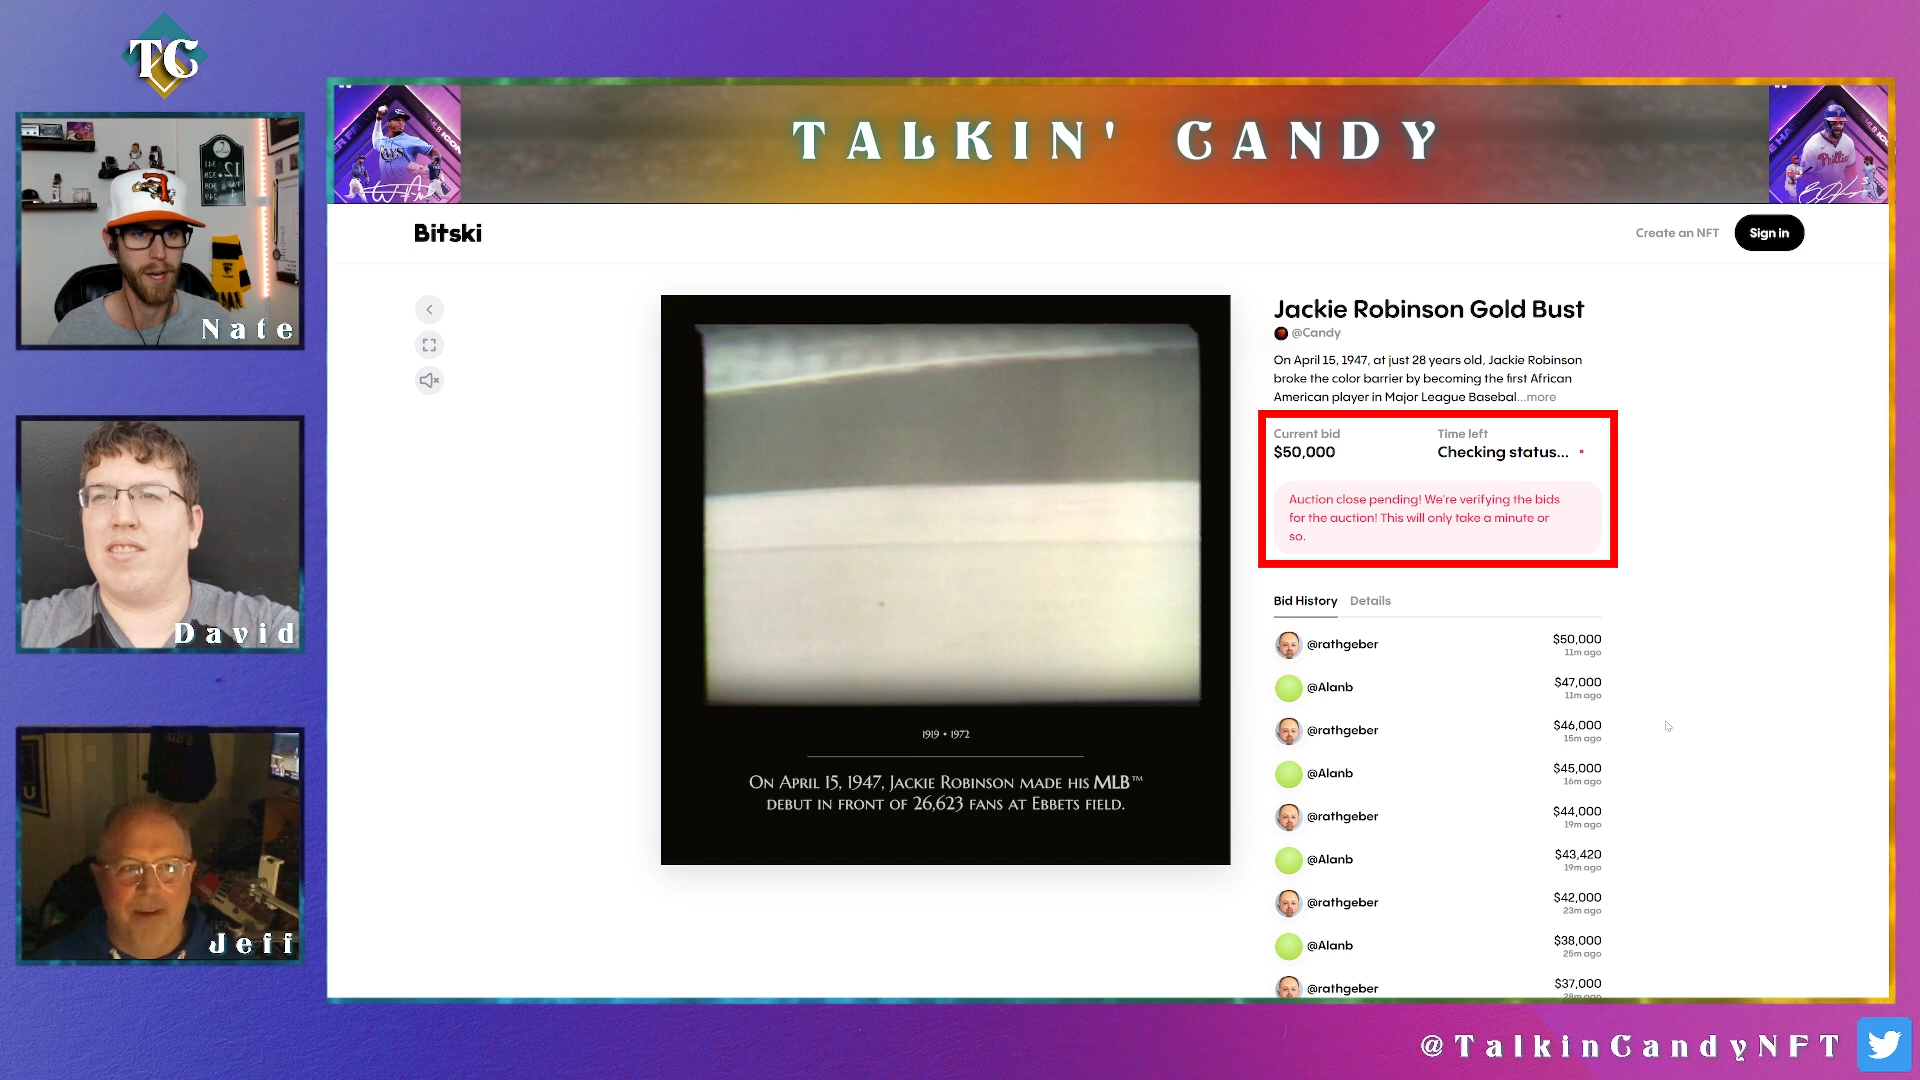 TC
TALKIN' CANDY
Rays
Phillies
Nate
David
Jeff
Bitski
Create an NFT
Sign in
Jackie Robinson Gold Bust
@Candy
On April 15, 1947, at just 28 years old, Jackie Robinson
broke the color barrier by becoming the first African
American player in Major League Basebal...more
Current bid
Time left
$50,000
Checking status...
Auction close pending! We're verifying the bids
for the auction! This will only take a minute or
so.
Bid History
Details
@rathgeber
$50,000
11m ago
@Alanb
$47,000
11m ago
@rathgeber
$46,000
15m ago
@Alanb
$45,000
16m ago
@rathgeber
$44,000
19m ago
@Alanb
$43,420
19m ago
@rathgeber
$42,000
23m ago
@Alanb
$38,000
25m ago
@rathgeber
$37,000
28m ago
1919 • 1972
On April 15, 1947, Jackie Robinson made his MLB™
debut in front of 26,623 fans at Ebbets field.
@TalkinCandyNFT